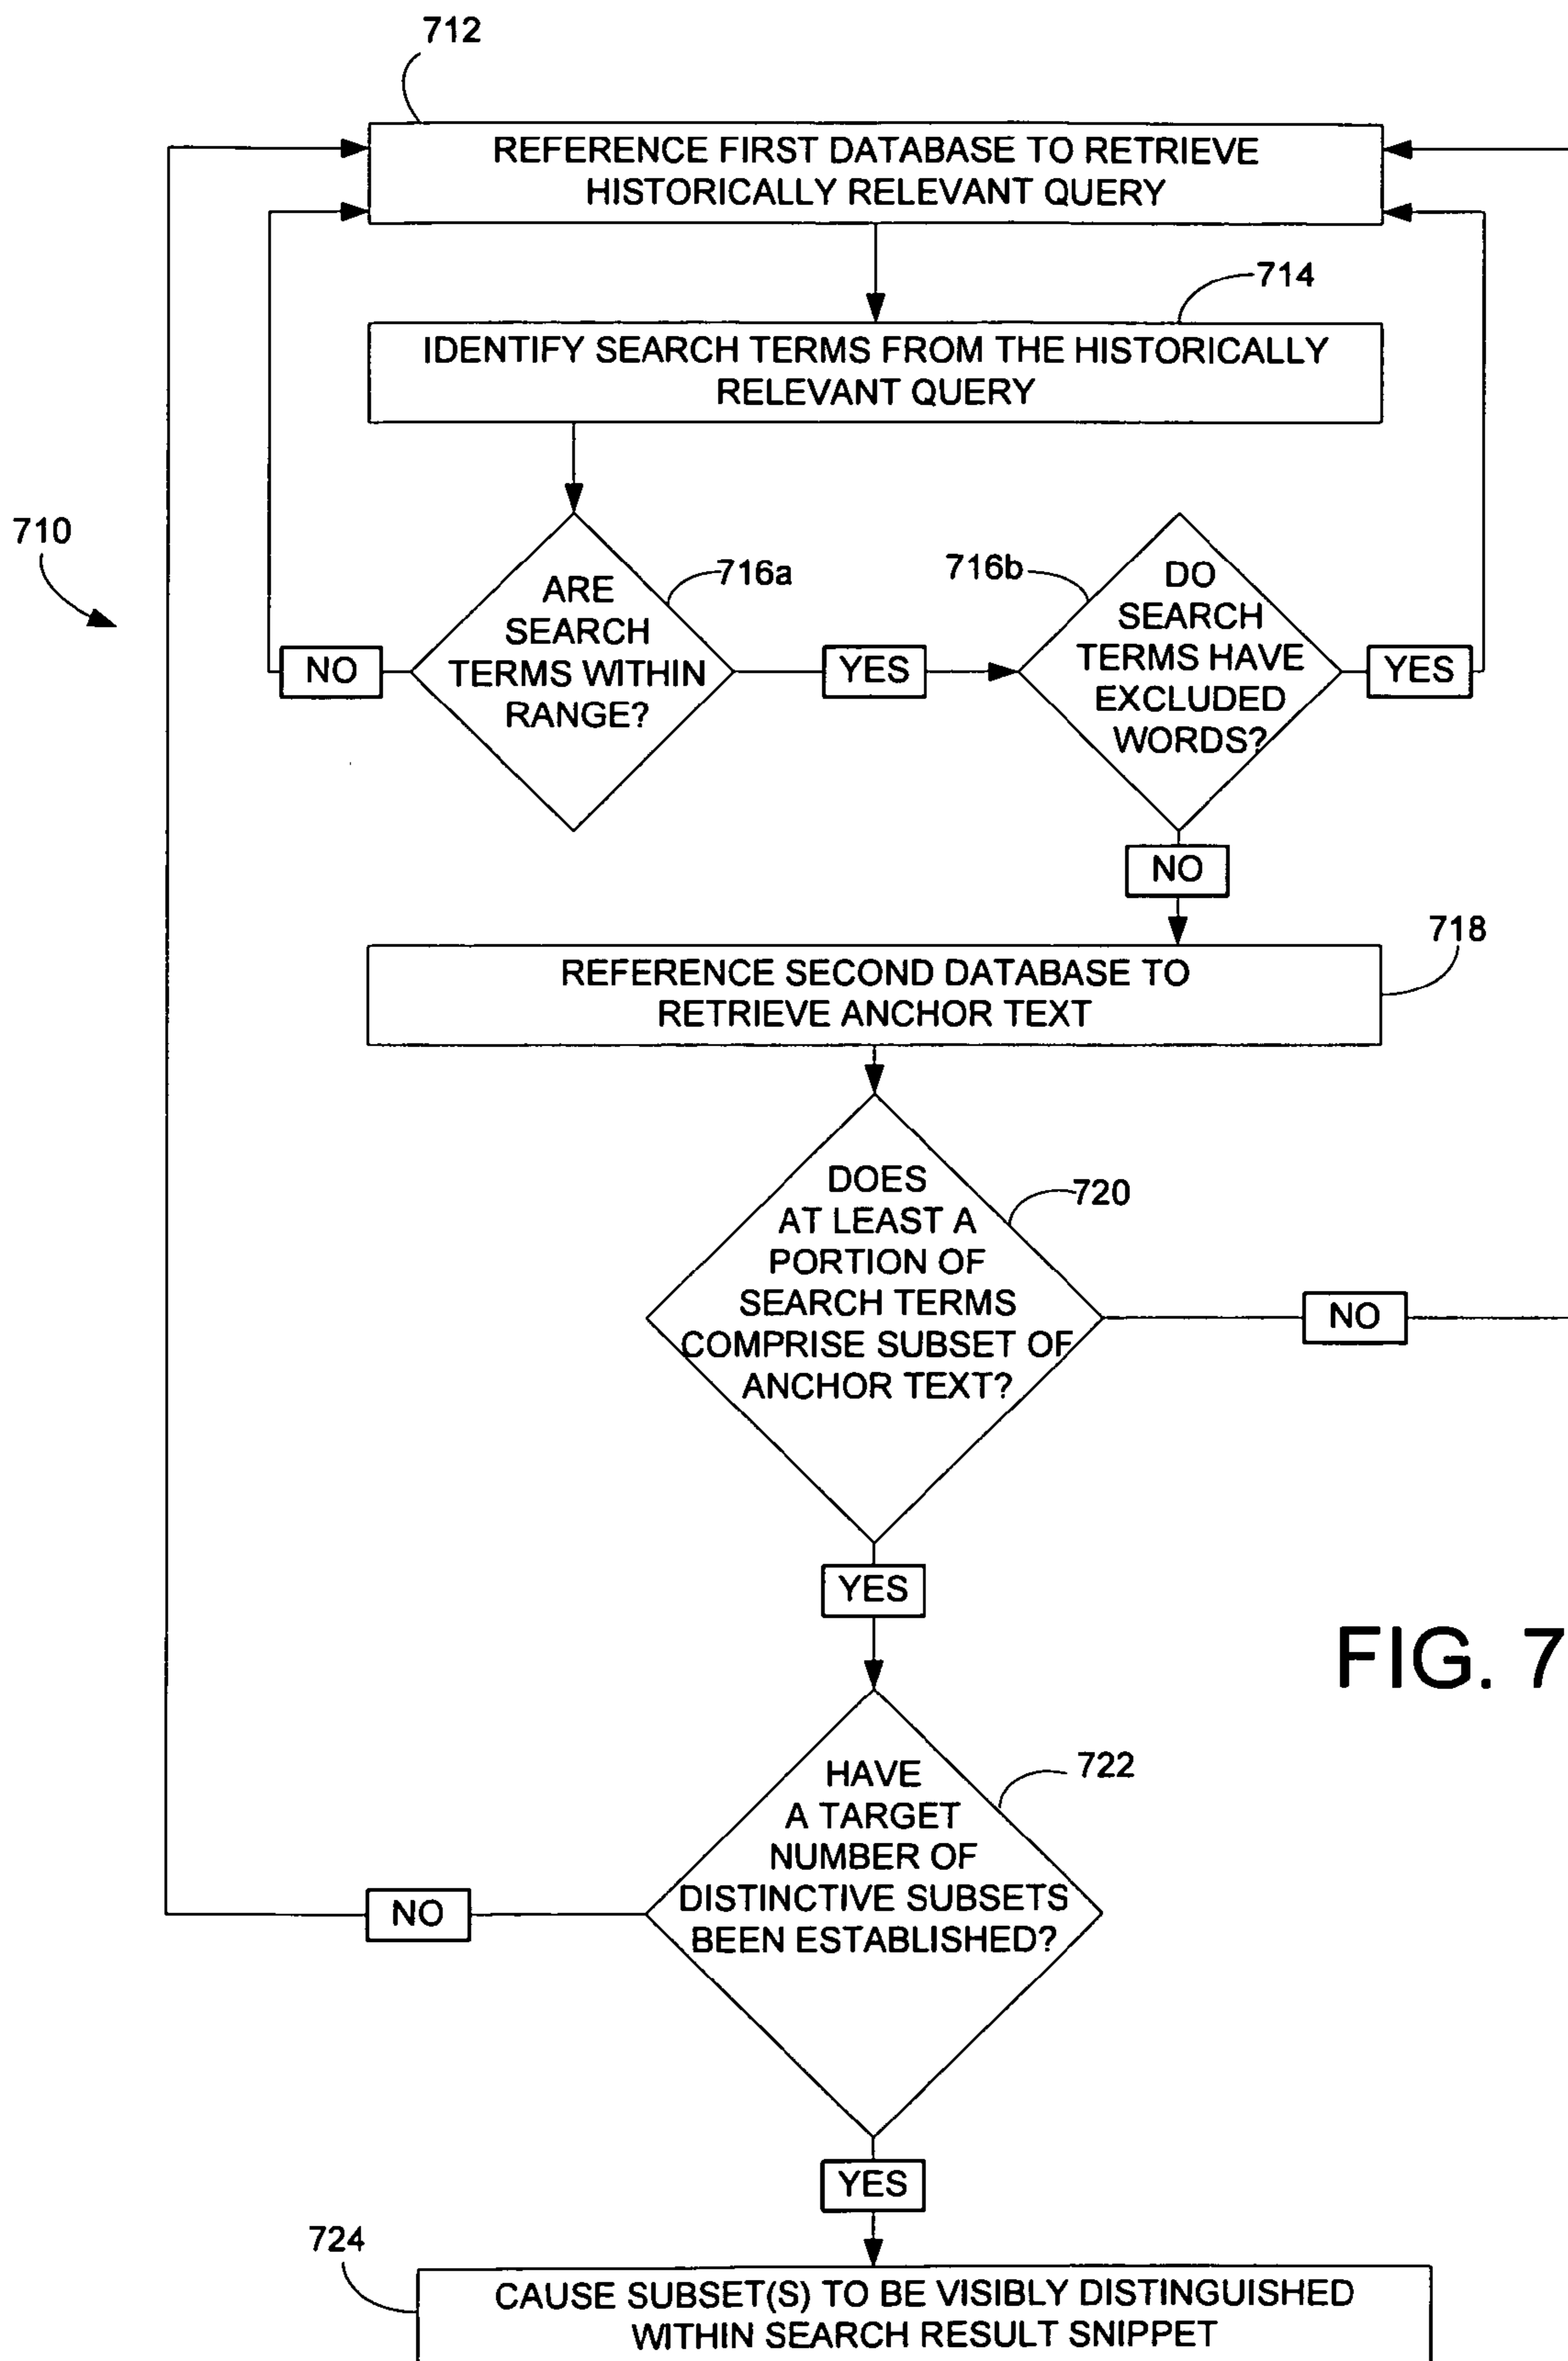 712
REFERENCE FIRST DATABASE TO RETRIEVE
HISTORICALLY RELEVANT QUERY
714
IDENTIFY SEARCH TERMS FROM THE HISTORICALLY
RELEVANT QUERY
710
716a
ARE
SEARCH
TERMS WITHIN
RANGE?
NO
YES
716b
DO
SEARCH
TERMS HAVE
EXCLUDED
WORDS?
YES
NO
718
REFERENCE SECOND DATABASE TO
RETRIEVE ANCHOR TEXT
720
DOES
AT LEAST A
PORTION OF
SEARCH TERMS
COMPRISE SUBSET OF
ANCHOR TEXT?
NO
YES
FIG. 7
722
HAVE
A TARGET
NUMBER OF
DISTINCTIVE SUBSETS
BEEN ESTABLISHED?
NO
YES
724
CAUSE SUBSET(S) TO BE VISIBLY DISTINGUISHED
WITHIN SEARCH RESULT SNIPPET